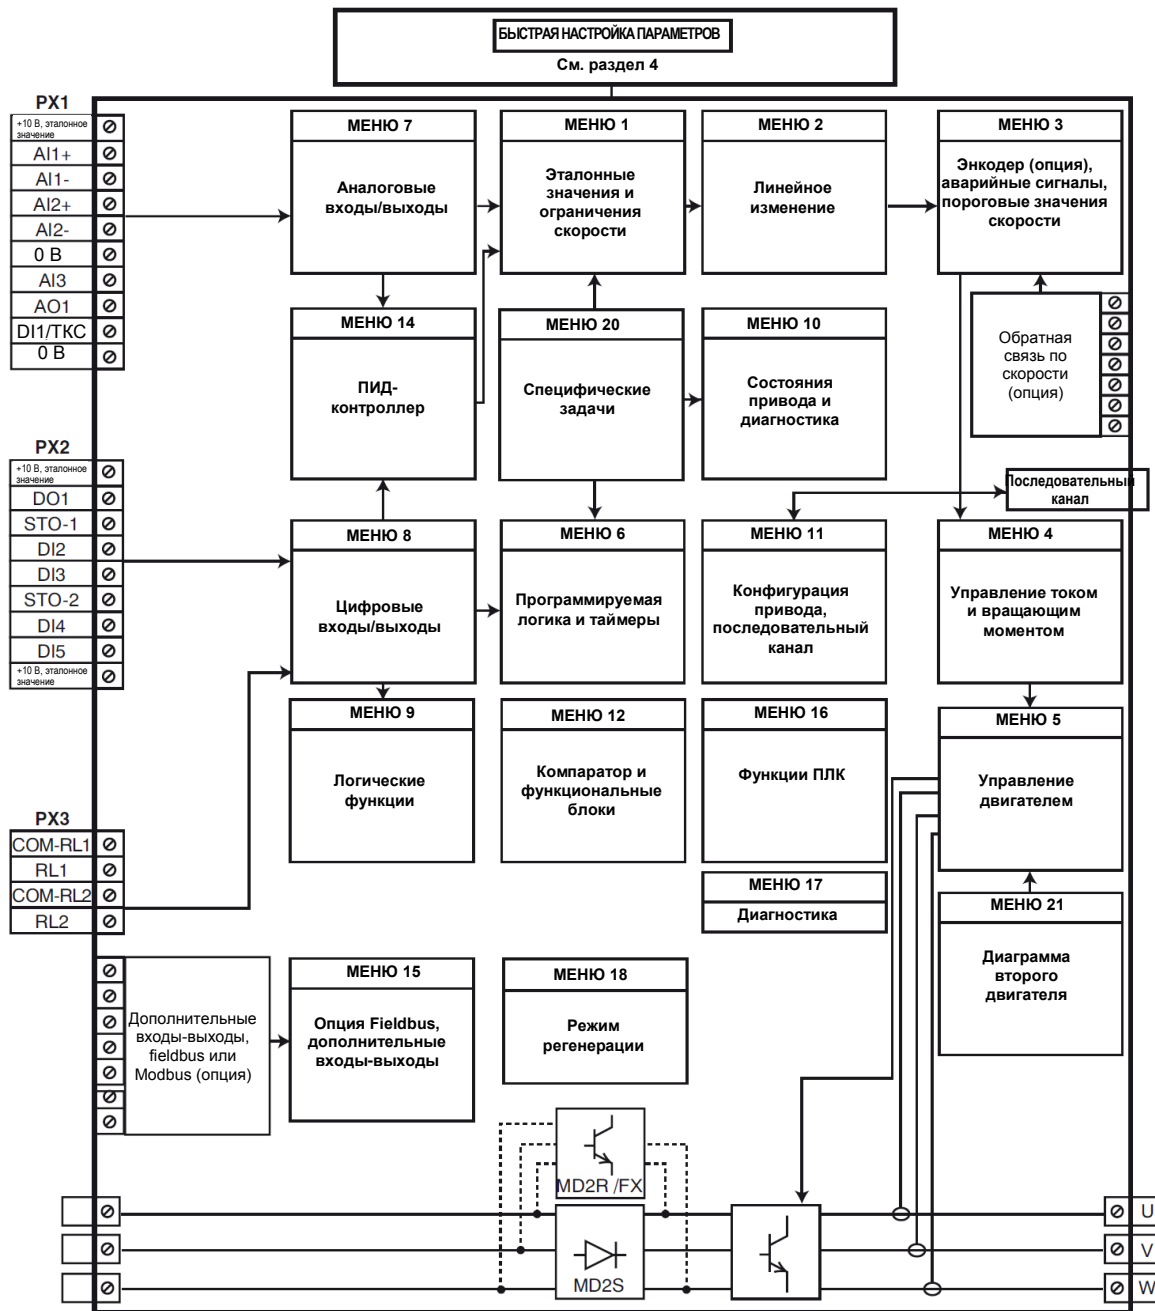 БЫСТРАЯ НАСТРОЙКА ПАРАМЕТРОВ
См. раздел 4
PX1
+10 В, эталонное
значение
AI1+
AI1-
AI2+
AI2-
0 В
AI3
AO1
DI1/ТКС
0 В
МЕНЮ 7
Аналоговые
входы/выходы
МЕНЮ 1
Эталонные
значения и
ограничения
скорости
МЕНЮ 2
Линейное
изменение
МЕНЮ 3
Энкодер (опция),
аварийные сигналы,
пороговые значения
скорости
МЕНЮ 14
ПИД-
контроллер
МЕНЮ 20
Специфические
задачи
МЕНЮ 10
Состояния
привода и
диагностика
Обратная
связь по
скорости
(опция)
PX2
+10 В, эталонное
значение
DO1
STO-1
DI2
DI3
STO-2
DI4
DI5
+10 В, эталонное
значение
Последовательный
канал
МЕНЮ 8
Цифровые
входы/выходы
МЕНЮ 6
Программируемая
логика и таймеры
МЕНЮ 11
Конфигурация
привода,
последовательный
канал
МЕНЮ 4
Управление током
и вращающим
моментом
МЕНЮ 9
Логические
функции
МЕНЮ 12
Компаратор и
функциональные
блоки
МЕНЮ 16
Функции ПЛК
МЕНЮ 5
Управление
двигателем
PX3
COM-RL1
RL1
COM-RL2
RL2
МЕНЮ 17
Диагностика
МЕНЮ 21
Диаграмма
второго
двигателя
Дополнительные
входы-выходы,
fieldbus или
Modbus (опция)
МЕНЮ 15
Опция Fieldbus,
дополнительные
входы-выходы
МЕНЮ 18
Режим
регенерации
MD2R /FX
MD2S
U
V
W